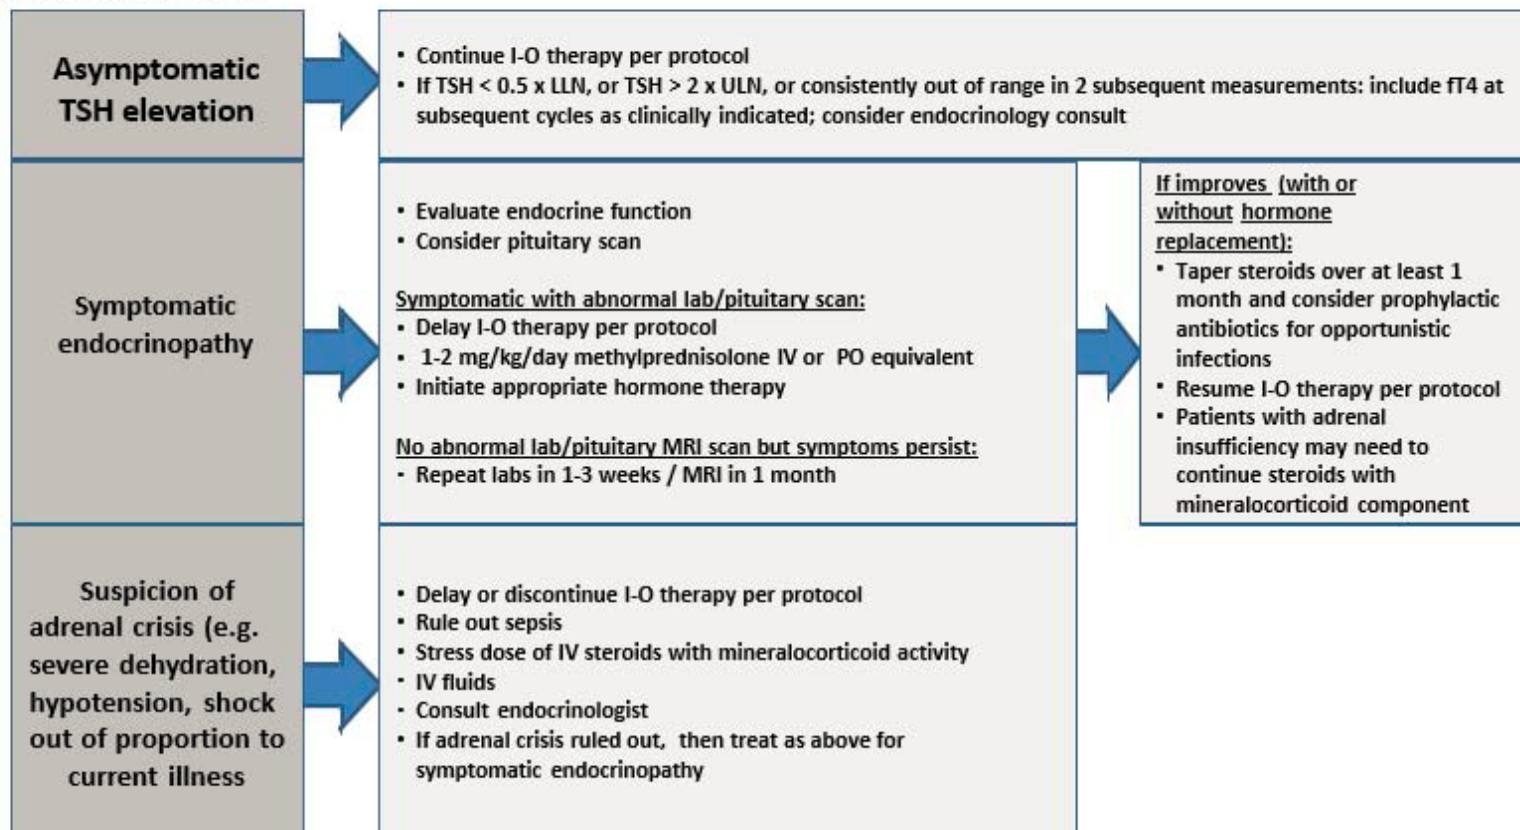 Asymptomatic
TSH elevation
• Continue I-O therapy per protocol
• If TSH < 0.5 x LLN, or TSH > 2 x ULN, or consistently out of range in 2 subsequent measurements: include fT4 at
subsequent cycles as clinically indicated; consider endocrinology consult
Symptomatic
endocrinopathy
• Evaluate endocrine function
• Consider pituitary scan
Symptomatic with abnormal lab/pituitary scan:
• Delay I-O therapy per protocol
• 1-2 mg/kg/day methylprednisolone IV or PO equivalent
• Initiate appropriate hormone therapy
No abnormal lab/pituitary MRI scan but symptoms persist:
• Repeat labs in 1-3 weeks / MRI in 1 month
If improves (with or
without hormone
replacement):
• Taper steroids over at least 1
month and consider prophylactic
antibiotics for opportunistic
infections
• Resume I-O therapy per protocol
• Patients with adrenal
insufficiency may need to
continue steroids with
mineralocorticoid component
Suspicion of
adrenal crisis (e.g.
severe dehydration,
hypotension, shock
out of proportion to
current illness
• Delay or discontinue I-O therapy per protocol
• Rule out sepsis
• Stress dose of IV steroids with mineralocorticoid activity
• IV fluids
• Consult endocrinologist
• If adrenal crisis ruled out, then treat as above for
symptomatic endocrinopathy